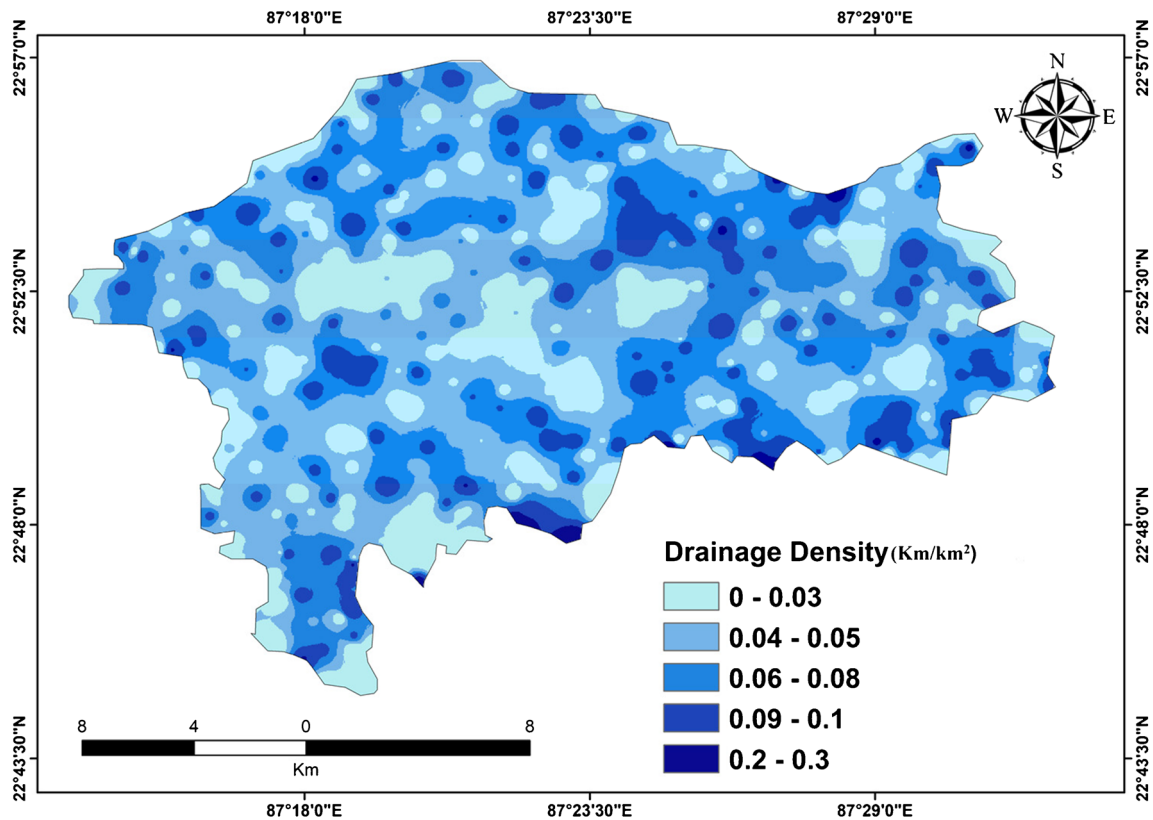 87°18'0"E 87°23'30"E 87°29'0"E
22°57'0"N 22°57'0"N
N
W E
S
22°52'30"N 22°52'30"N
22°48'0"N 22°48'0"N
Drainage Density(Km/km²)
0 - 0.03
0.04 - 0.05
0.06 - 0.08
0.09 - 0.1
0.2 - 0.3
8 4 0 8
Km
22°43'30"N 22°43'30"N
87°18'0"E 87°23'30"E 87°29'0"E